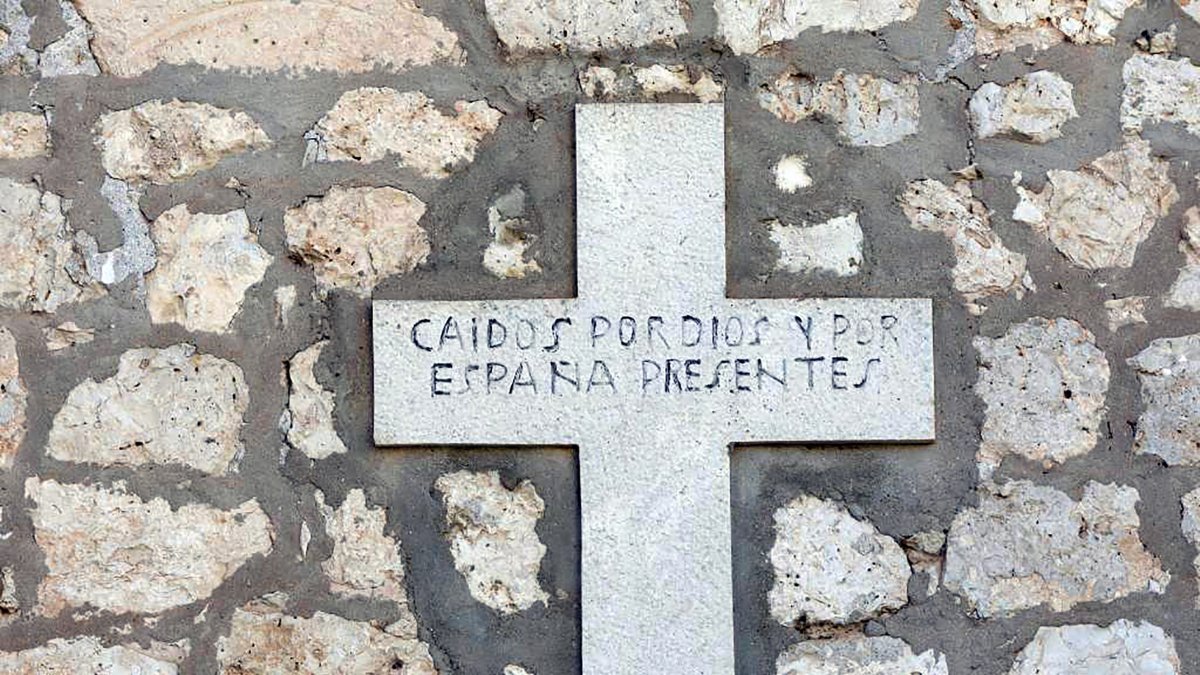 CAIDOS POR DIOS Y POR
ESPAÑA PRESENTES